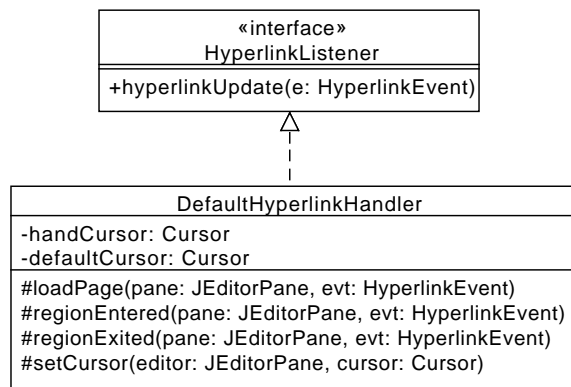 «interface»
HyperlinkListener
+hyperlinkUpdate(e: HyperlinkEvent)
DefaultHyperlinkHandler
-handCursor: Cursor
-defaultCursor: Cursor
#loadPage(pane: JEditorPane, evt: HyperlinkEvent)
#regionEntered(pane: JEditorPane, evt: HyperlinkEvent)
#regionExited(pane: JEditorPane, evt: HyperlinkEvent)
#setCursor(editor: JEditorPane, cursor: Cursor)